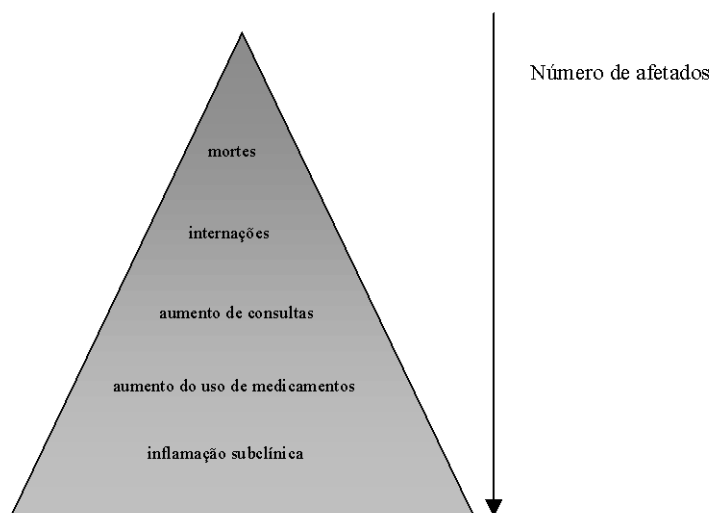 Número de afetados
mortes
internações
aumento de consultas
aumento do uso de medicamentos
inflamação subclínica